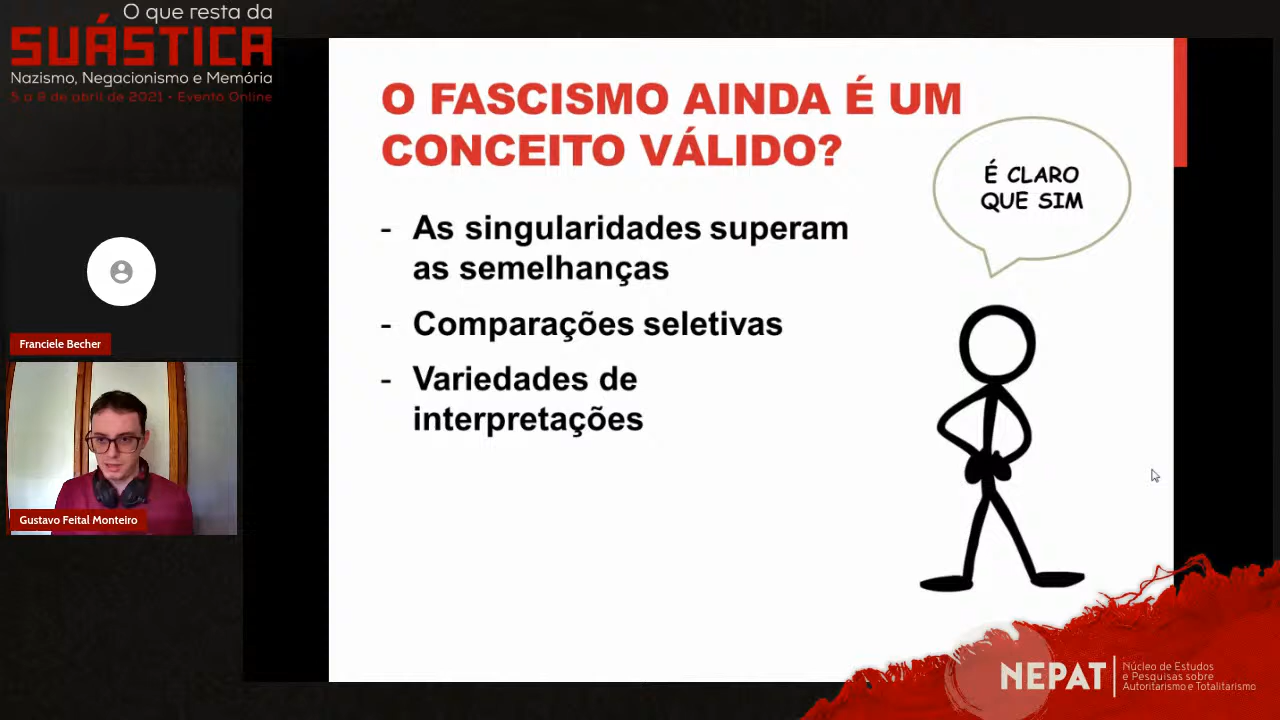 O que resta da
SUÁSTICA
Nazismo, Negacionismo e Memória
5 a 9 de abril de 2021 - Evento Online
O FASCISMO AINDA É UM
CONCEITO VÁLIDO?
É CLARO
QUE SIM
- As singularidades superam
as semelhanças
- Comparações seletivas
- Variedades de
interpretações
Franciele Becher
Gustavo Feital Monteiro
NEPAT
Núcleo de Estudos
e Pesquisas sobre
Autoritarismo e Totalitarismo